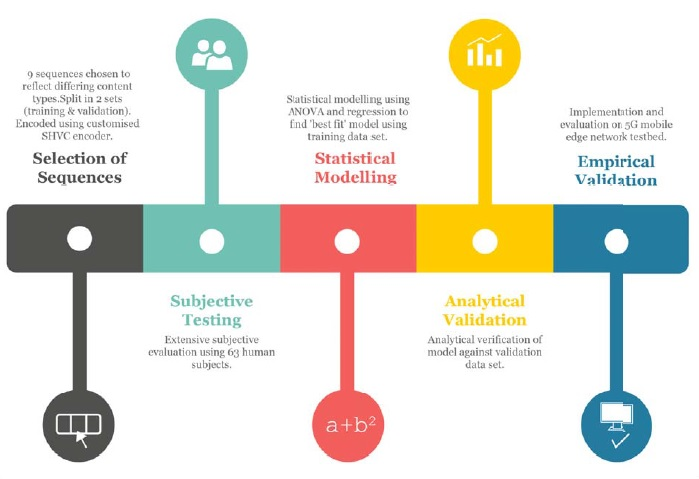 9 sequences chosen to
reflect differing content
types.Split in 2 sets
(training & validation).
Encoded using customised
SHVC encoder.
Selection of
Sequences
Subjective
Testing
Extensive subjective
evaluation using 63 human
subjects.
Statistical modelling using
ANOVA and regression to
find 'best fit' model using
training data set.
Statistical
Modelling
a+b²
Analytical
Validation
Analytical verification of
model against validation
data set.
Implementation and
evaluation on 5G mobile
edge network testbed.
Empirical
Validation